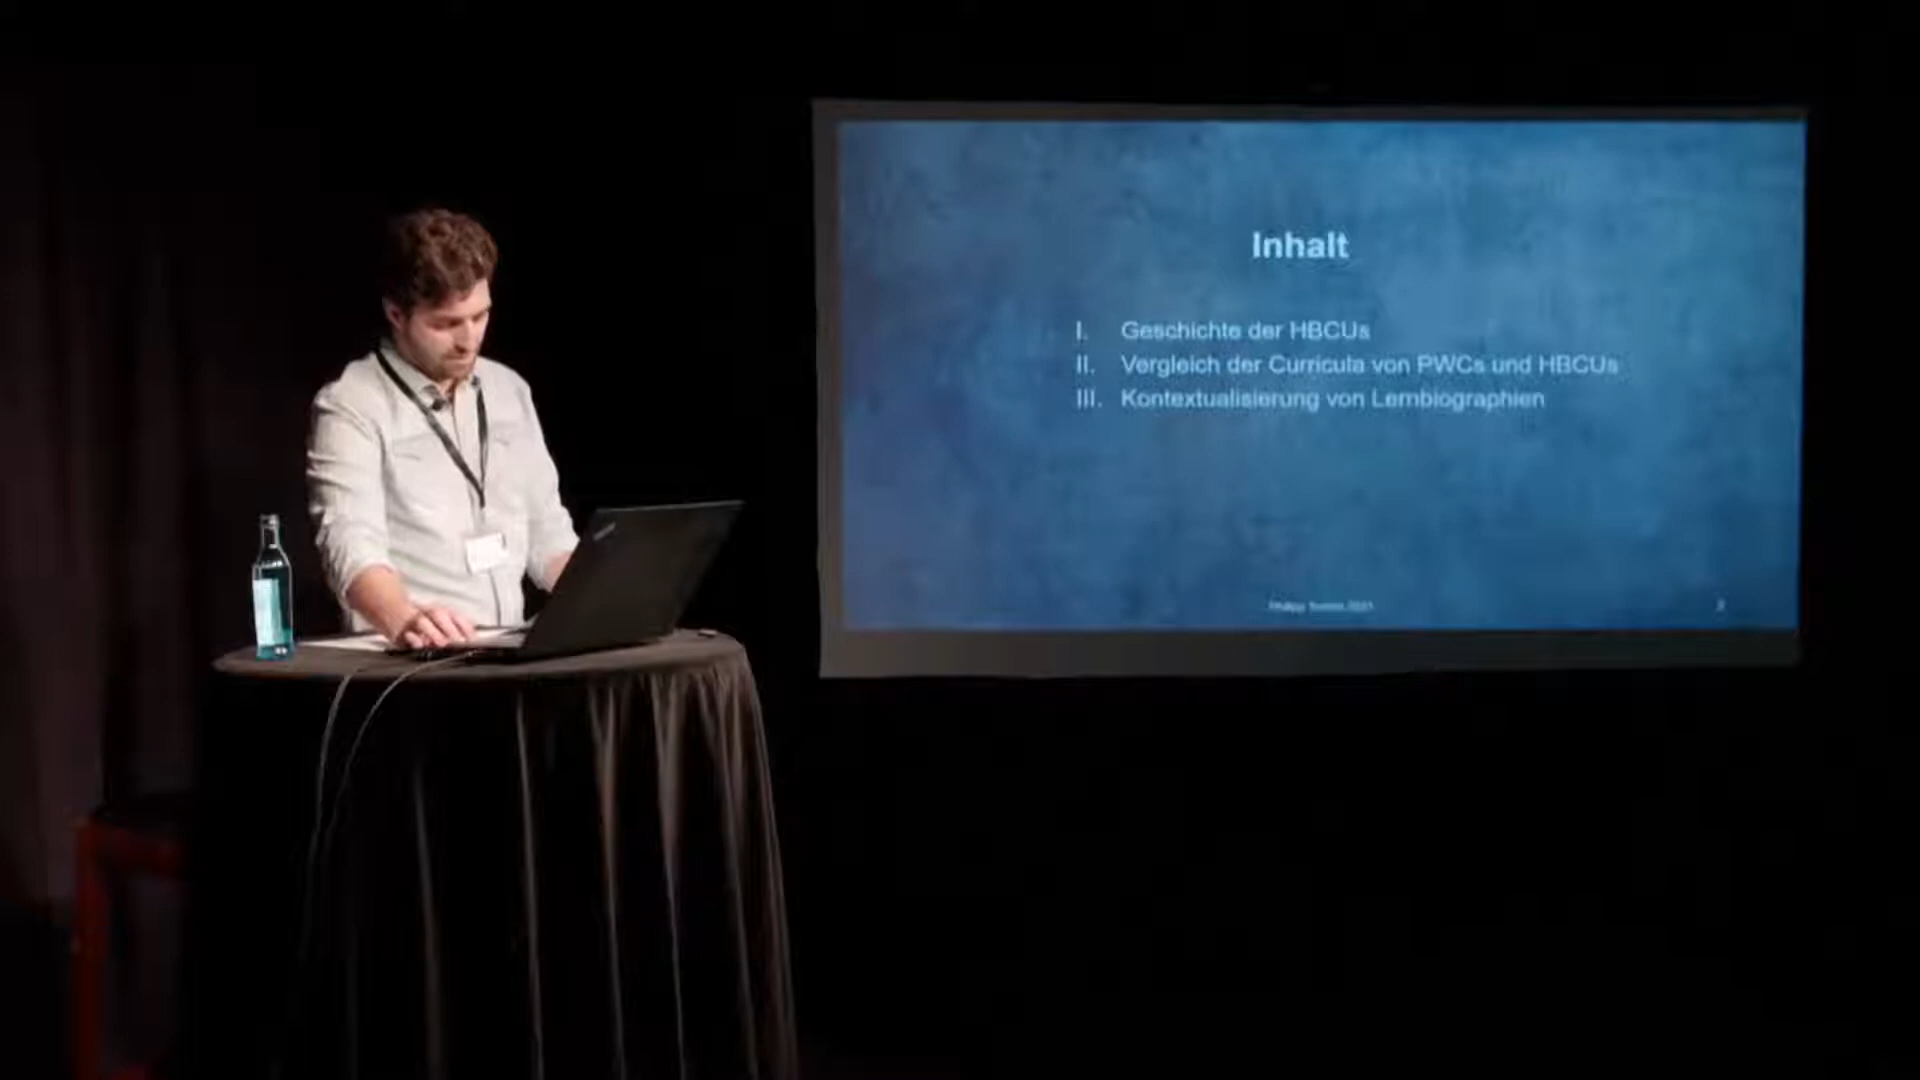 Inhalt
I. Geschichte der HBCUs
II. Vergleich der Curricula von PWCs und HBCUs
III. Kontextualisierung von Lernbiographien